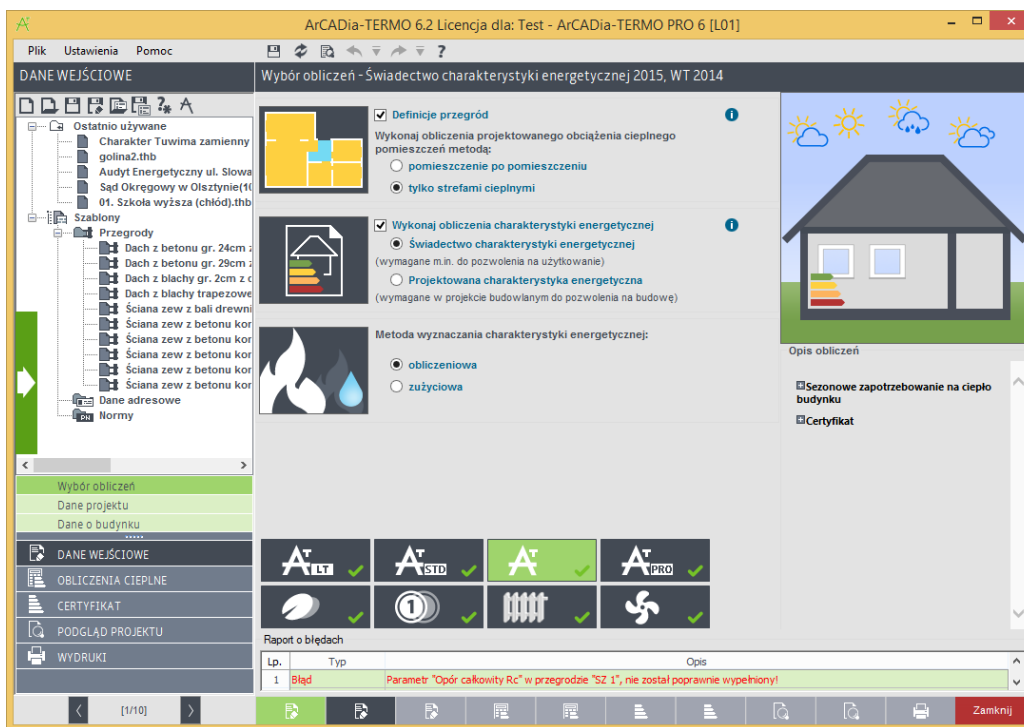 ArCADia-TERMO 6.2 Licencja dla: Test - ArCADia-TERMO PRO 6 [L01]
Plik Ustawienia Pomoc
DANE WEJŚCIOWE
Wybór obliczeń - Świadectwo charakterystyki energetycznej 2015, WT 2014
Ostatnio używane
Charakter Tuwima zamienny
golina2.thb
Audyt Energetyczny ul. Słowa
Sąd Okręgowy w Olsztynie(10
01. Szkoła wyższa (chłód).thb
Szablony
Przegrody
Dach z betonu gr. 24cm z
Dach z betonu gr. 29cm z
Dach z blachy gr. 2cm z o
Dach z blachy trapezowe
Ściana zew z bali drewni
Ściana zew z betonu kor
Ściana zew z betonu kor
Ściana zew z betonu kor
Ściana zew z betonu kor
Ściana zew z betonu kor
Dane adresowe
PN Normy
Wybór obliczeń
Dane projektu
Dane o budynku
DANE WEJŚCIOWE
OBLICZENIA CIEPLNE
CERTYFIKAT
PODGLĄD PROJEKTU
WYDRUKI
[1/10]
Definicje przegród
Wykonaj obliczenia projektowanego obciążenia cieplnego
pomieszczeń metodą:
pomieszczenie po pomieszczeniu
tylko strefami cieplnymi
Wykonaj obliczenia charakterystyki energetycznej
Świadectwo charakterystyki energetycznej
(wymagane m.in. do pozwolenia na użytkowanie)
Projektowana charakterystyka energetyczna
(wymagane w projekcie budowlanym do pozwolenia na budowę)
Metoda wyznaczania charakterystyki energetycznej:
obliczeniowa
zużyciowa
Opis obliczeń
Sezonowe zapotrzebowanie na ciepło
budynku
Certyfikat
AT LT AT STD AT AT PRO
1
Raport o błędach
Lp. Typ Opis
1 Błąd Parametr "Opór całkowity Rc" w przegrodzie "SZ 1", nie został poprawnie wypełniony!
Zamknij